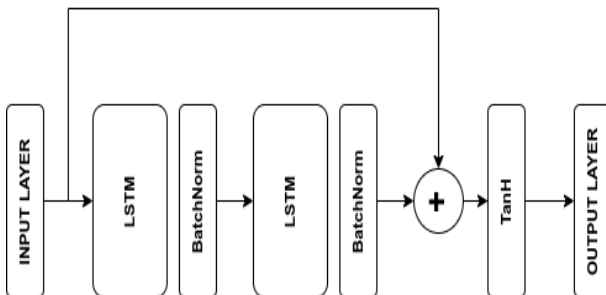 INPUT LAYER
LSTM
BatchNorm
LSTM
BatchNorm
+
TanH
OUTPUT LAYER